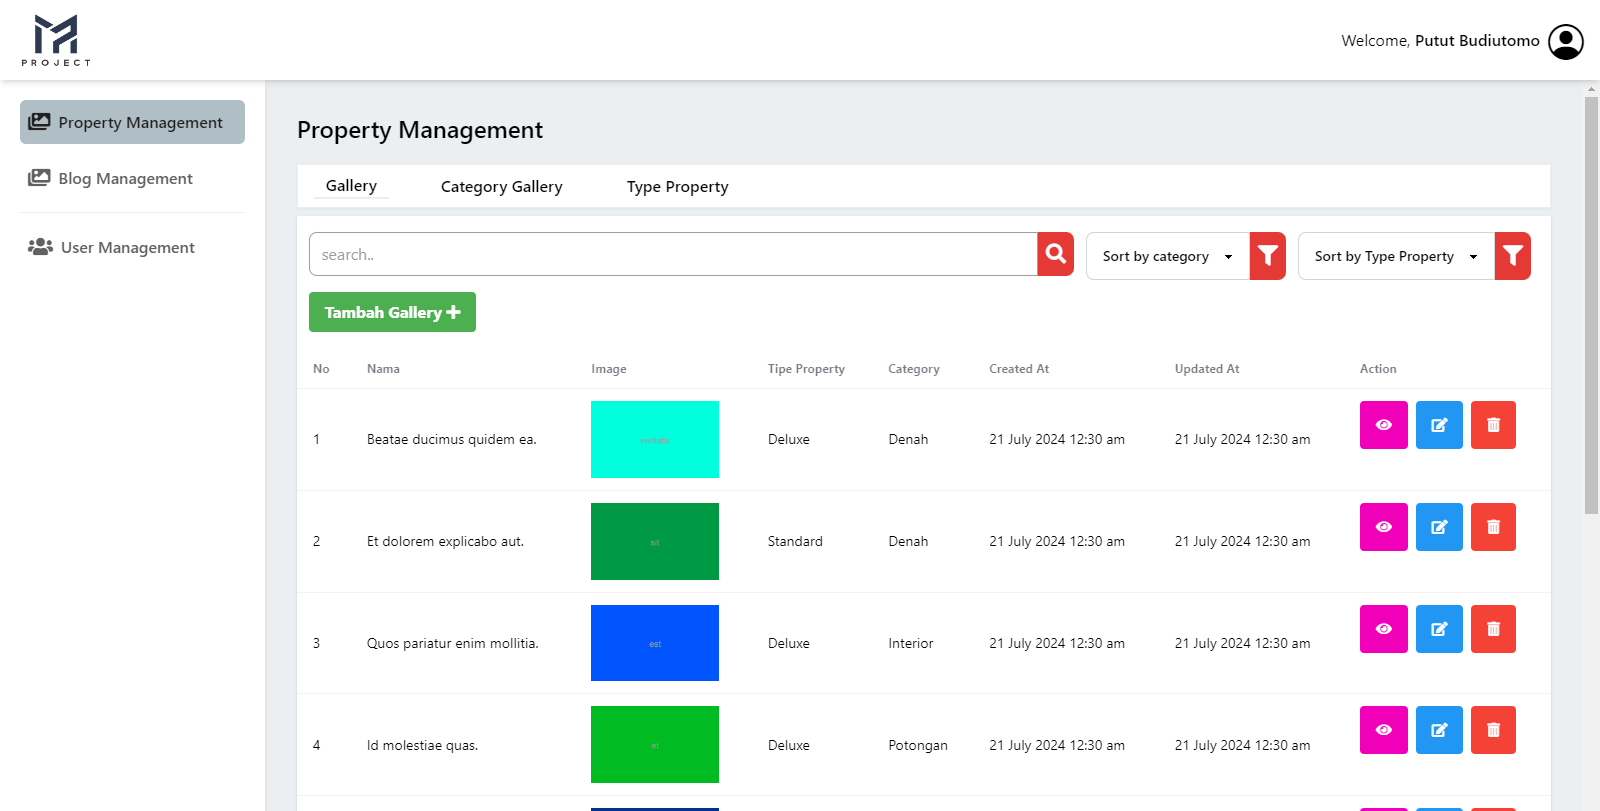 PROJECT
Welcome, Putut Budiutomo
Property Management
Blog Management
User Management
Property Management
Gallery Category Gallery Type Property
search..
Sort by category
Sort by Type Property
Tambah Gallery
No Nama Image Tipe Property Category Created At Updated At Action
1 Beatae ducimus quidem ea. Deluxe Denah 21 July 2024 12:30 am 21 July 2024 12:30 am
2 Et dolorem explicabo aut. sit Standard Denah 21 July 2024 12:30 am 21 July 2024 12:30 am
3 Quos pariatur enim mollitia. est Deluxe Interior 21 July 2024 12:30 am 21 July 2024 12:30 am
4 Id molestiae quas. et Deluxe Potongan 21 July 2024 12:30 am 21 July 2024 12:30 am